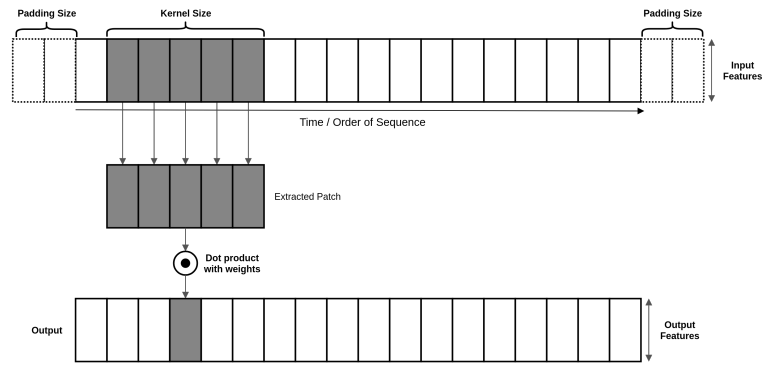 Padding Size
Kernel Size
Padding Size
Input
Features
Time / Order of Sequence
Extracted Patch
Dot product
with weights
Output
Output
Features